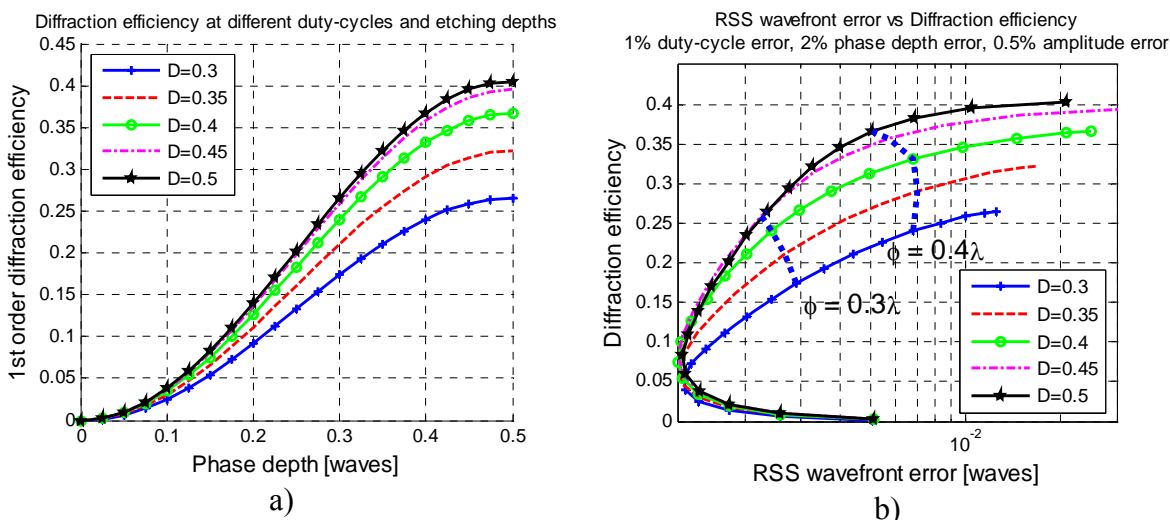 Diffraction efficiency at different duty-cycles and etching depths
0.45
0.4
0.35
0.3
0.25
0.2
0.15
0.1
0.05
0
1st order diffraction efficiency
D=0.3
D=0.35
D=0.4
D=0.45
D=0.5
0
0.1
0.2
0.3
0.4
0.5
Phase depth [waves]
a)
RSS wavefront error vs Diffraction efficiency
1% duty-cycle error, 2% phase depth error, 0.5% amplitude error
0.4
0.35
0.3
0.25
0.2
0.15
0.1
0.05
0
Diffraction efficiency
ϕ = 0.4λ
ϕ = 0.3λ
D=0.3
D=0.35
D=0.4
D=0.45
D=0.5
10⁻²
RSS wavefront error [waves]
b)